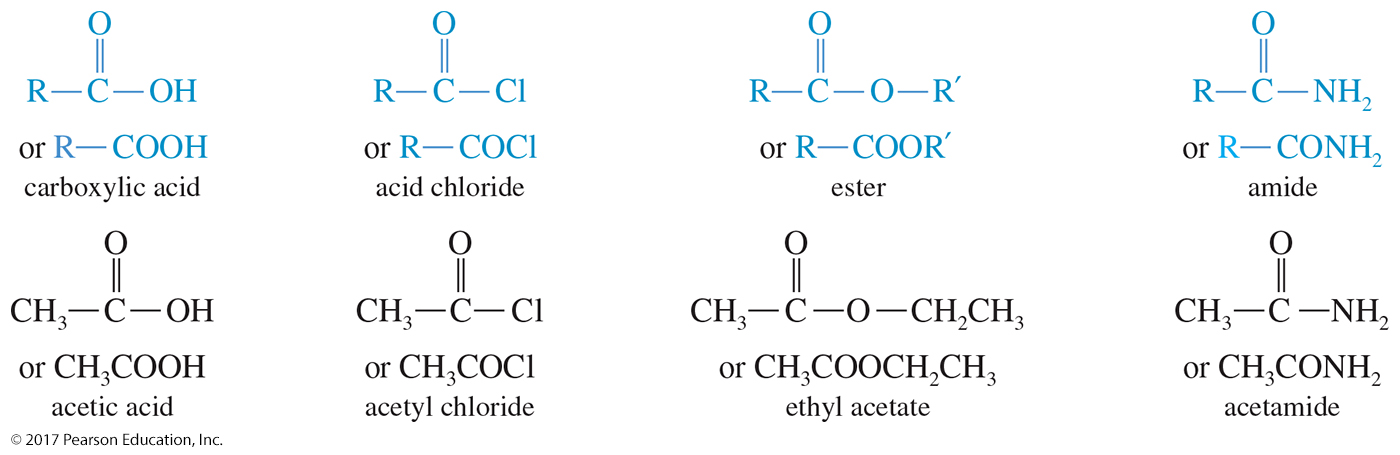 O O O O
R—C—OH R—C—Cl R—C—O—R′ R—C—NH₂
or R—COOH or R—COCl or R—COOR′ or R—CONH₂
carboxylic acid acid chloride ester amide
O O O O
CH₃—C—OH CH₃—C—Cl CH₃—C—O—CH₂CH₃ CH₃—C—NH₂
or CH₃COOH or CH₃COCl or CH₃COOCH₂CH₃ or CH₃CONH₂
acetic acid acetyl chloride ethyl acetate acetamide
© 2017 Pearson Education, Inc.